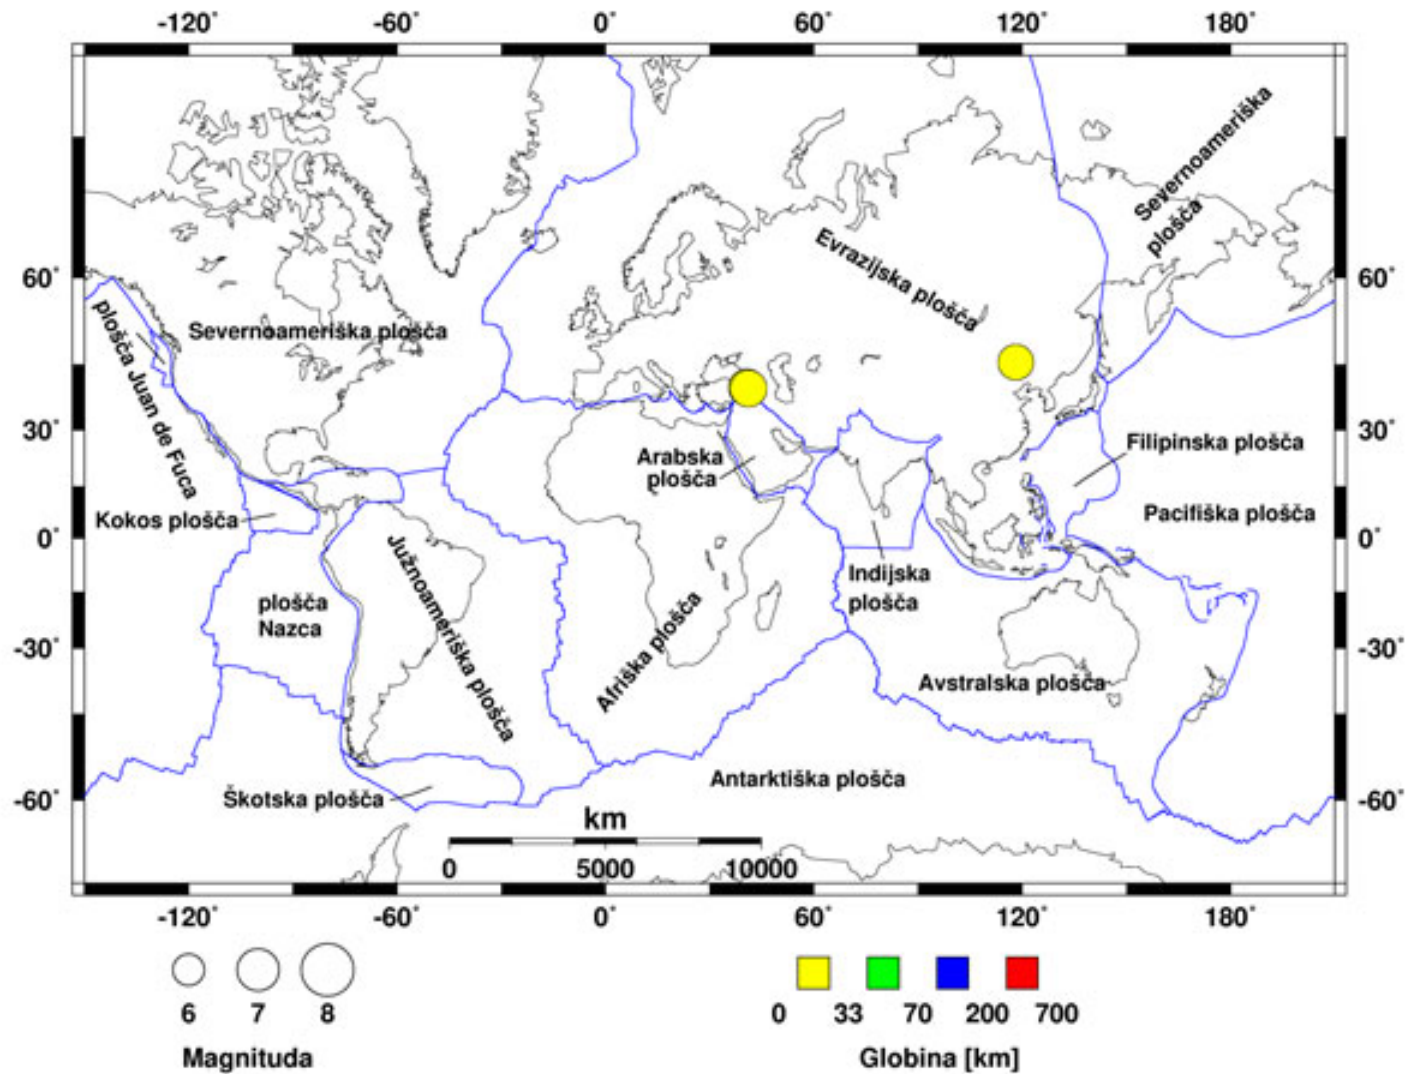 -120° -60° 0° 60° 120° 180°
60° 60°
30° 30°
0° 0°
-30° -30°
-60° -60°
Severnoameriška
plošča
Evrazijska plošča
Severnoameriška plošča
plošča Juan de Fuca
Arabska
plošča
Filipinska plošča
Kokos plošča
Pacifiška plošča
Južnoameriška plošča
Indijska
plošča
plošča
Nazca
Afriška plošča
Avstralska plošča
Škotska plošča
Antarktiška plošča
km
0 5000 10000
-120° -60° 0° 60° 120° 180°
6 7 8
Magnituda
0 33 70 200 700
Globina [km]